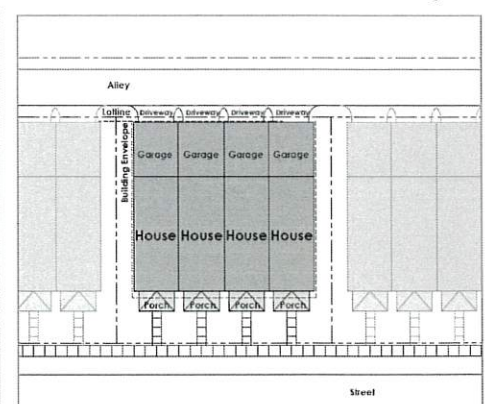 Alley
Lotline Driveway Driveway Driveway Driveway
Building Envelope
Garage Garage Garage Garage
House House House House
Porch Porch Porch Porch
Street